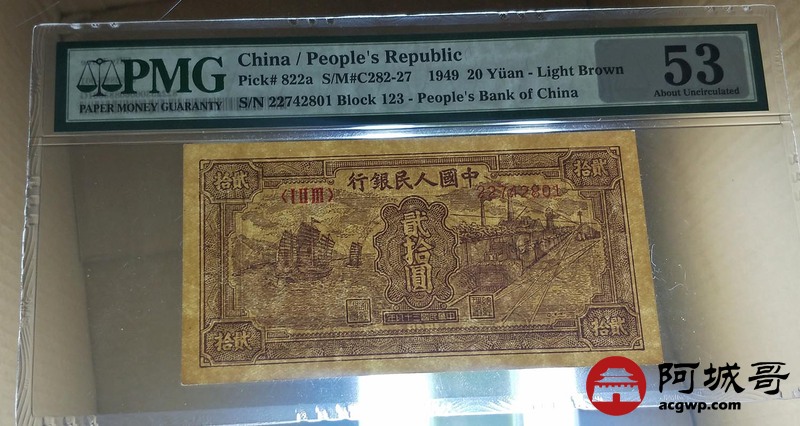 PMG
PAPER MONEY GUARANTY
China / People's Republic
Pick# 822a S/M#C282-27 1949 20 Yüan - Light Brown
S/N 22742801 Block 123 - People's Bank of China
53
About Uncirculated
拾貳
行銀民人國中
拾貳
(I II III)
22742801
貳拾圓
拾貳
拾貳
阿城哥
acgwp.com